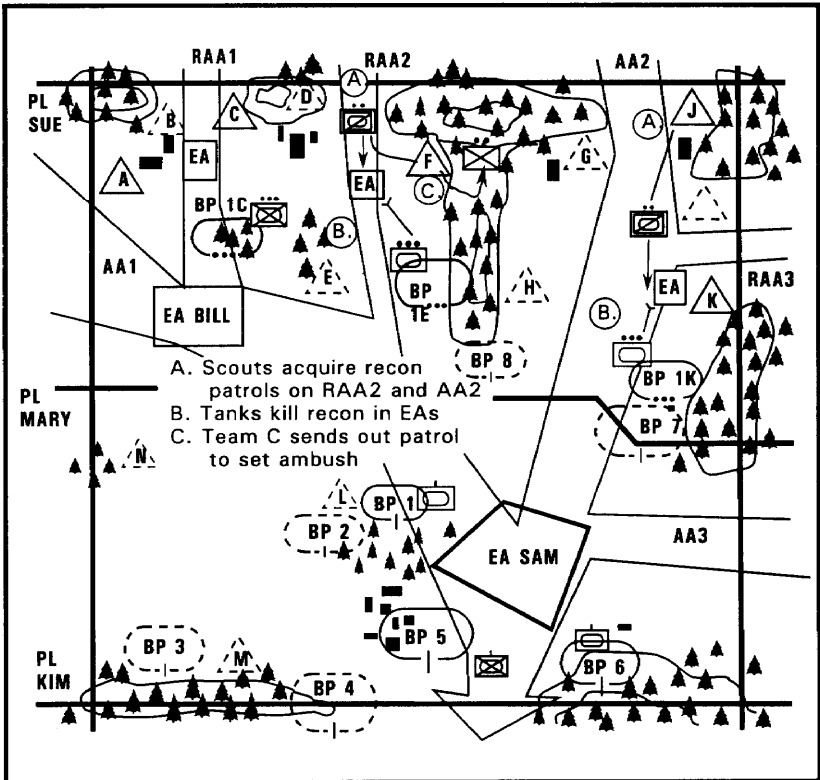 RAA1
RAA2
AA2
PL
SUE
A
B
C
D
J
A
EA
F
C
G
EA
A
BP 1C
B.
E
AA1
BP
1E
H
EA
K
RAA3
B.
EA BILL
BP 8
BP 1K
BP 7
A. Scouts acquire recon
patrols on RAA2 and AA2
B. Tanks kill recon in EAs
C. Team C sends out patrol
to set ambush
PL
MARY
N
L
BP 1
BP 2
EA SAM
AA3
BP 3
M
BP 5
BP 6
PL
KIM
BP 4